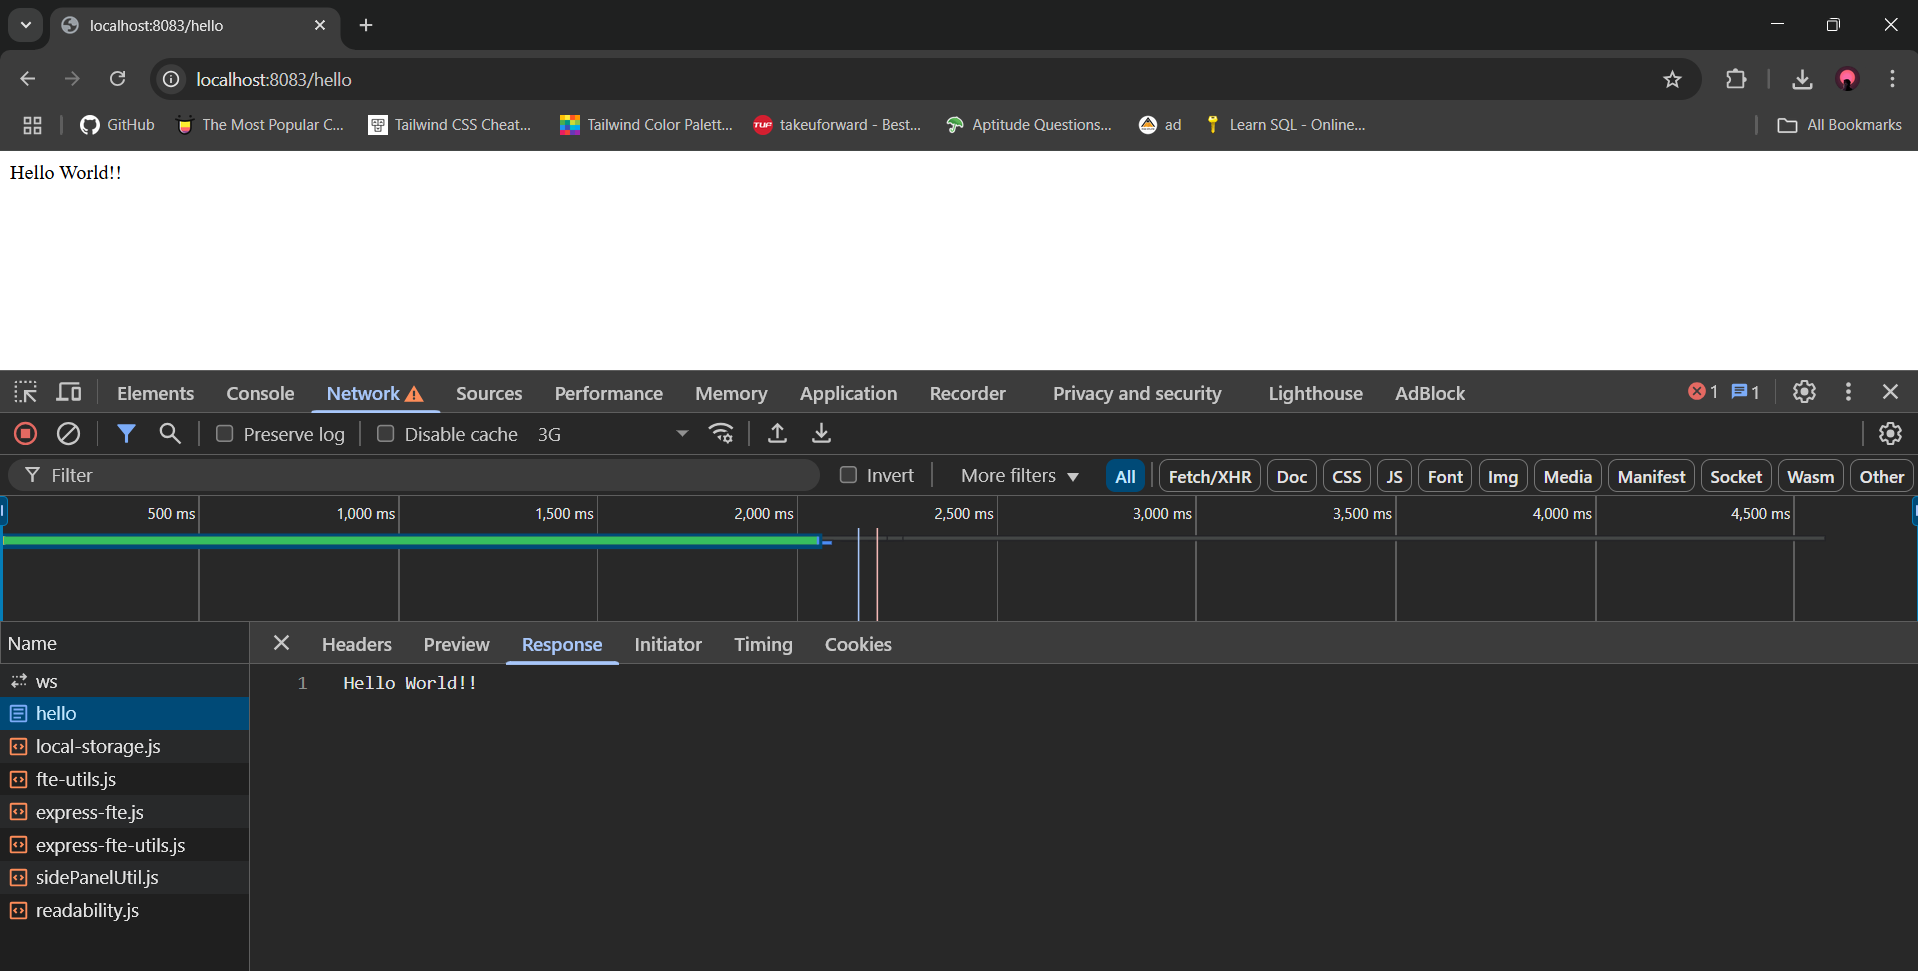 localhost:8083/hello
localhost:8083/hello
GitHub The Most Popular C... Tailwind CSS Cheat... Tailwind Color Palett... TUF takeuforward - Best... Aptitude Questions... ad Learn SQL - Online... All Bookmarks
Hello World!!
Elements Console Network Sources Performance Memory Application Recorder Privacy and security Lighthouse AdBlock 1 1
Preserve log Disable cache 3G
Filter Invert More filters All Fetch/XHR Doc CSS JS Font Img Media Manifest Socket Wasm Other
500 ms 1,000 ms 1,500 ms 2,000 ms 2,500 ms 3,000 ms 3,500 ms 4,000 ms 4,500 ms
Name Headers Preview Response Initiator Timing Cookies
ws 1 Hello World!!
hello
local-storage.js
fte-utils.js
express-fte.js
express-fte-utils.js
sidePanelUtil.js
readability.js